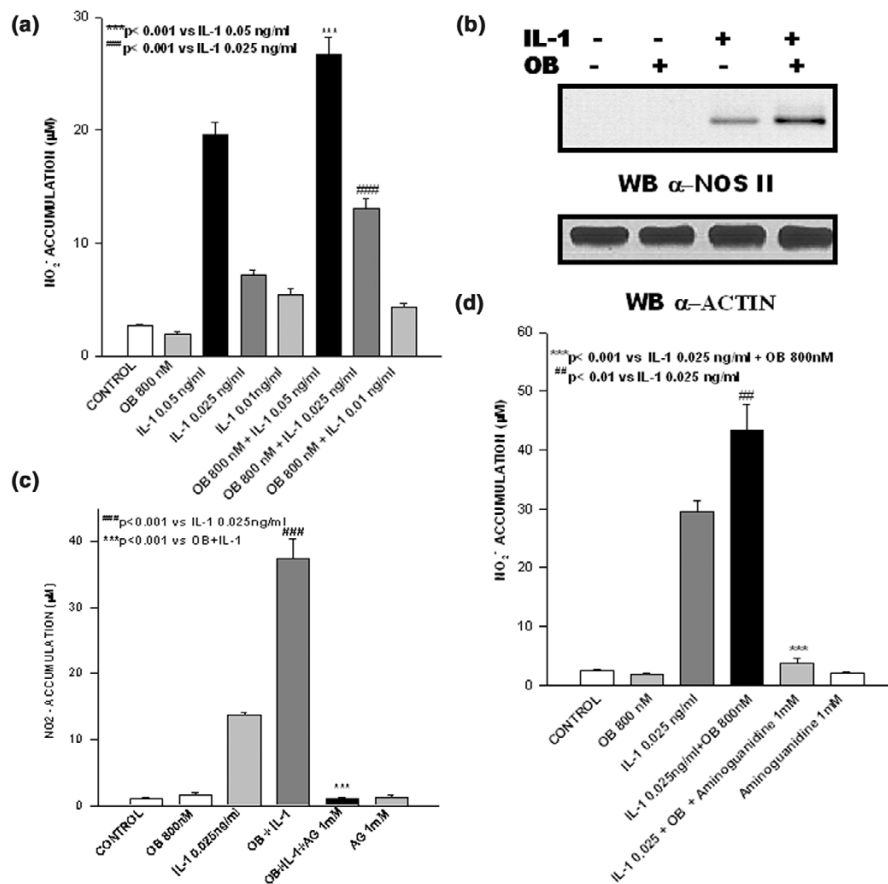 (a)
***p< 0.001 vs IL-1 0.05 ng/ml
###p< 0.001 vs IL-1 0.025 ng/ml
NO2- ACCUMULATION (µM)
30
20
10
0
***
###
CONTROL
OB 800 nM
IL-1 0.05 ng/ml
IL-1 0.025 ng/ml
IL-1 0.01ng/ml
OB 800 nM + IL-1 0.05 ng/ml
OB 800 nM + IL-1 0.025 ng/ml
OB 800 nM + IL-1 0.01 ng/ml
(b)
IL-1 - - + +
OB - + - +
WB α-NOS II
WB α-ACTIN
(c)
###p<0.001 vs IL-1 0.025ng/ml
***p<0.001 vs OB+IL-1
NO2 - ACCUMULATION (µM)
40
30
20
10
0
###
***
CONTROL
OB 800nM
IL-1 0.025ng/ml
OB + IL-1
OB+IL-1+AG 1mM
AG 1mM
(d)
***p< 0.001 vs IL-1 0.025 ng/ml + OB 800nM
##p< 0.01 vs IL-1 0.025 ng/ml
NO2- ACCUMULATION (µM)
60
50
40
30
20
10
0
##
***
CONTROL
OB 800 nM
IL-1 0.025 ng/ml
IL-1 0.025ng/ml+OB 800nM
IL-1 0.025 + OB + Aminoguanidine 1mM
Aminoguanidine 1mM